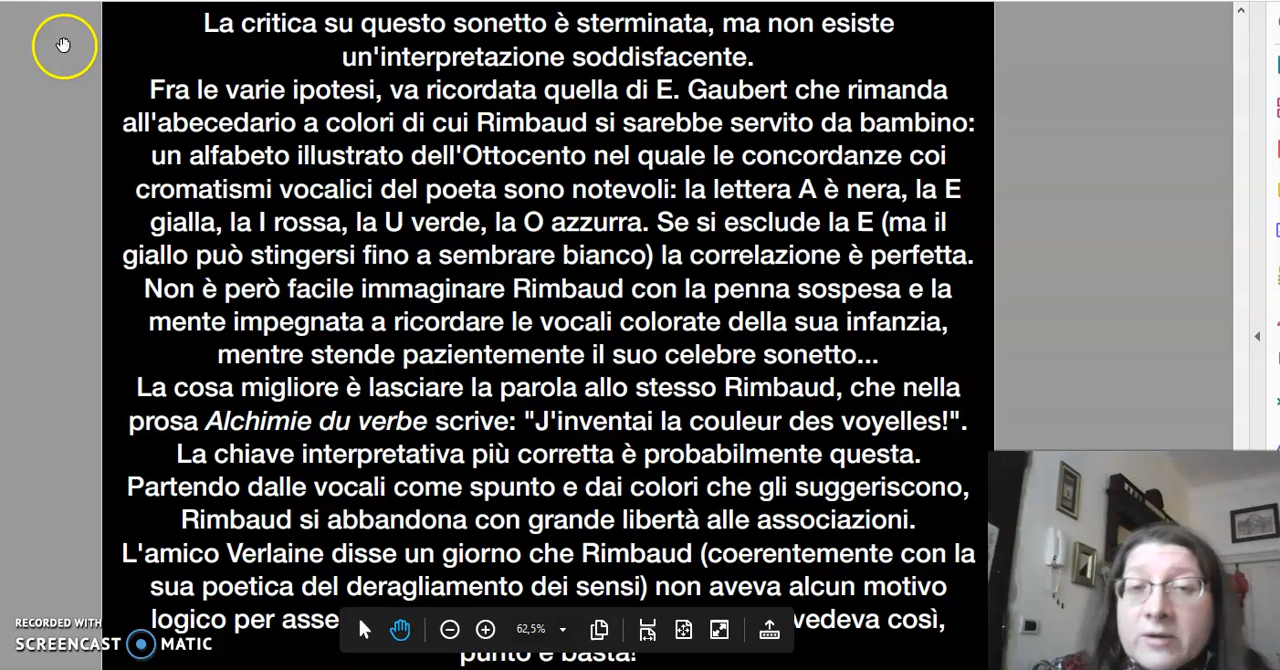 La critica su questo sonetto è sterminata, ma non esiste
un'interpretazione soddisfacente.
Fra le varie ipotesi, va ricordata quella di E. Gaubert che rimanda
all'abecedario a colori di cui Rimbaud si sarebbe servito da bambino:
un alfabeto illustrato dell'Ottocento nel quale le concordanze coi
cromatismi vocalici del poeta sono notevoli: la lettera A è nera, la E
gialla, la I rossa, la U verde, la O azzurra. Se si esclude la E (ma il
giallo può stingersi fino a sembrare bianco) la correlazione è perfetta.
Non è però facile immaginare Rimbaud con la penna sospesa e la
mente impegnata a ricordare le vocali colorate della sua infanzia,
mentre stende pazientemente il suo celebre sonetto...
La cosa migliore è lasciare la parola allo stesso Rimbaud, che nella
prosa Alchimie du verbe scrive: "J'inventai la couleur des voyelles!".
La chiave interpretativa più corretta è probabilmente questa.
Partendo dalle vocali come spunto e dai colori che gli suggeriscono,
Rimbaud si abbandona con grande libertà alle associazioni.
L'amico Verlaine disse un giorno che Rimbaud (coerentemente con la
sua poetica del deragliamento dei sensi) non aveva alcun motivo
logico per asse vedeva così,
punto e basta!
62,5%
RECORDED WITH
SCREENCAST MATIC